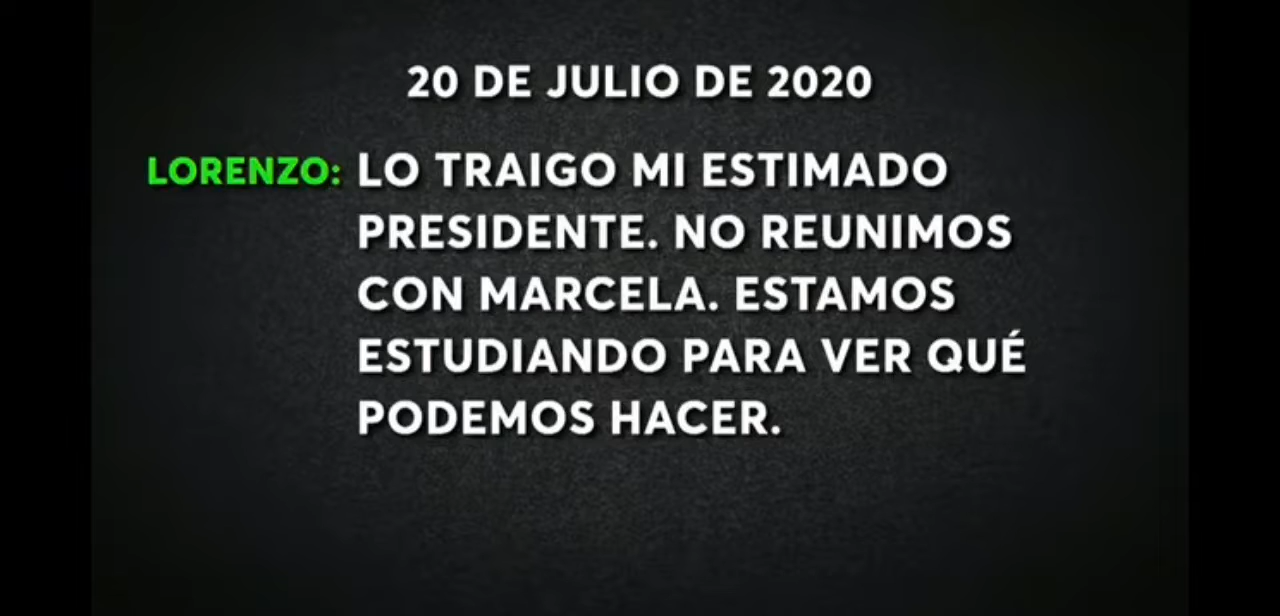 20 DE JULIO DE 2020
LORENZO: LO TRAIGO MI ESTIMADO
PRESIDENTE. NO REUNIMOS
CON MARCELA. ESTAMOS
ESTUDIANDO PARA VER QUÉ
PODEMOS HACER.